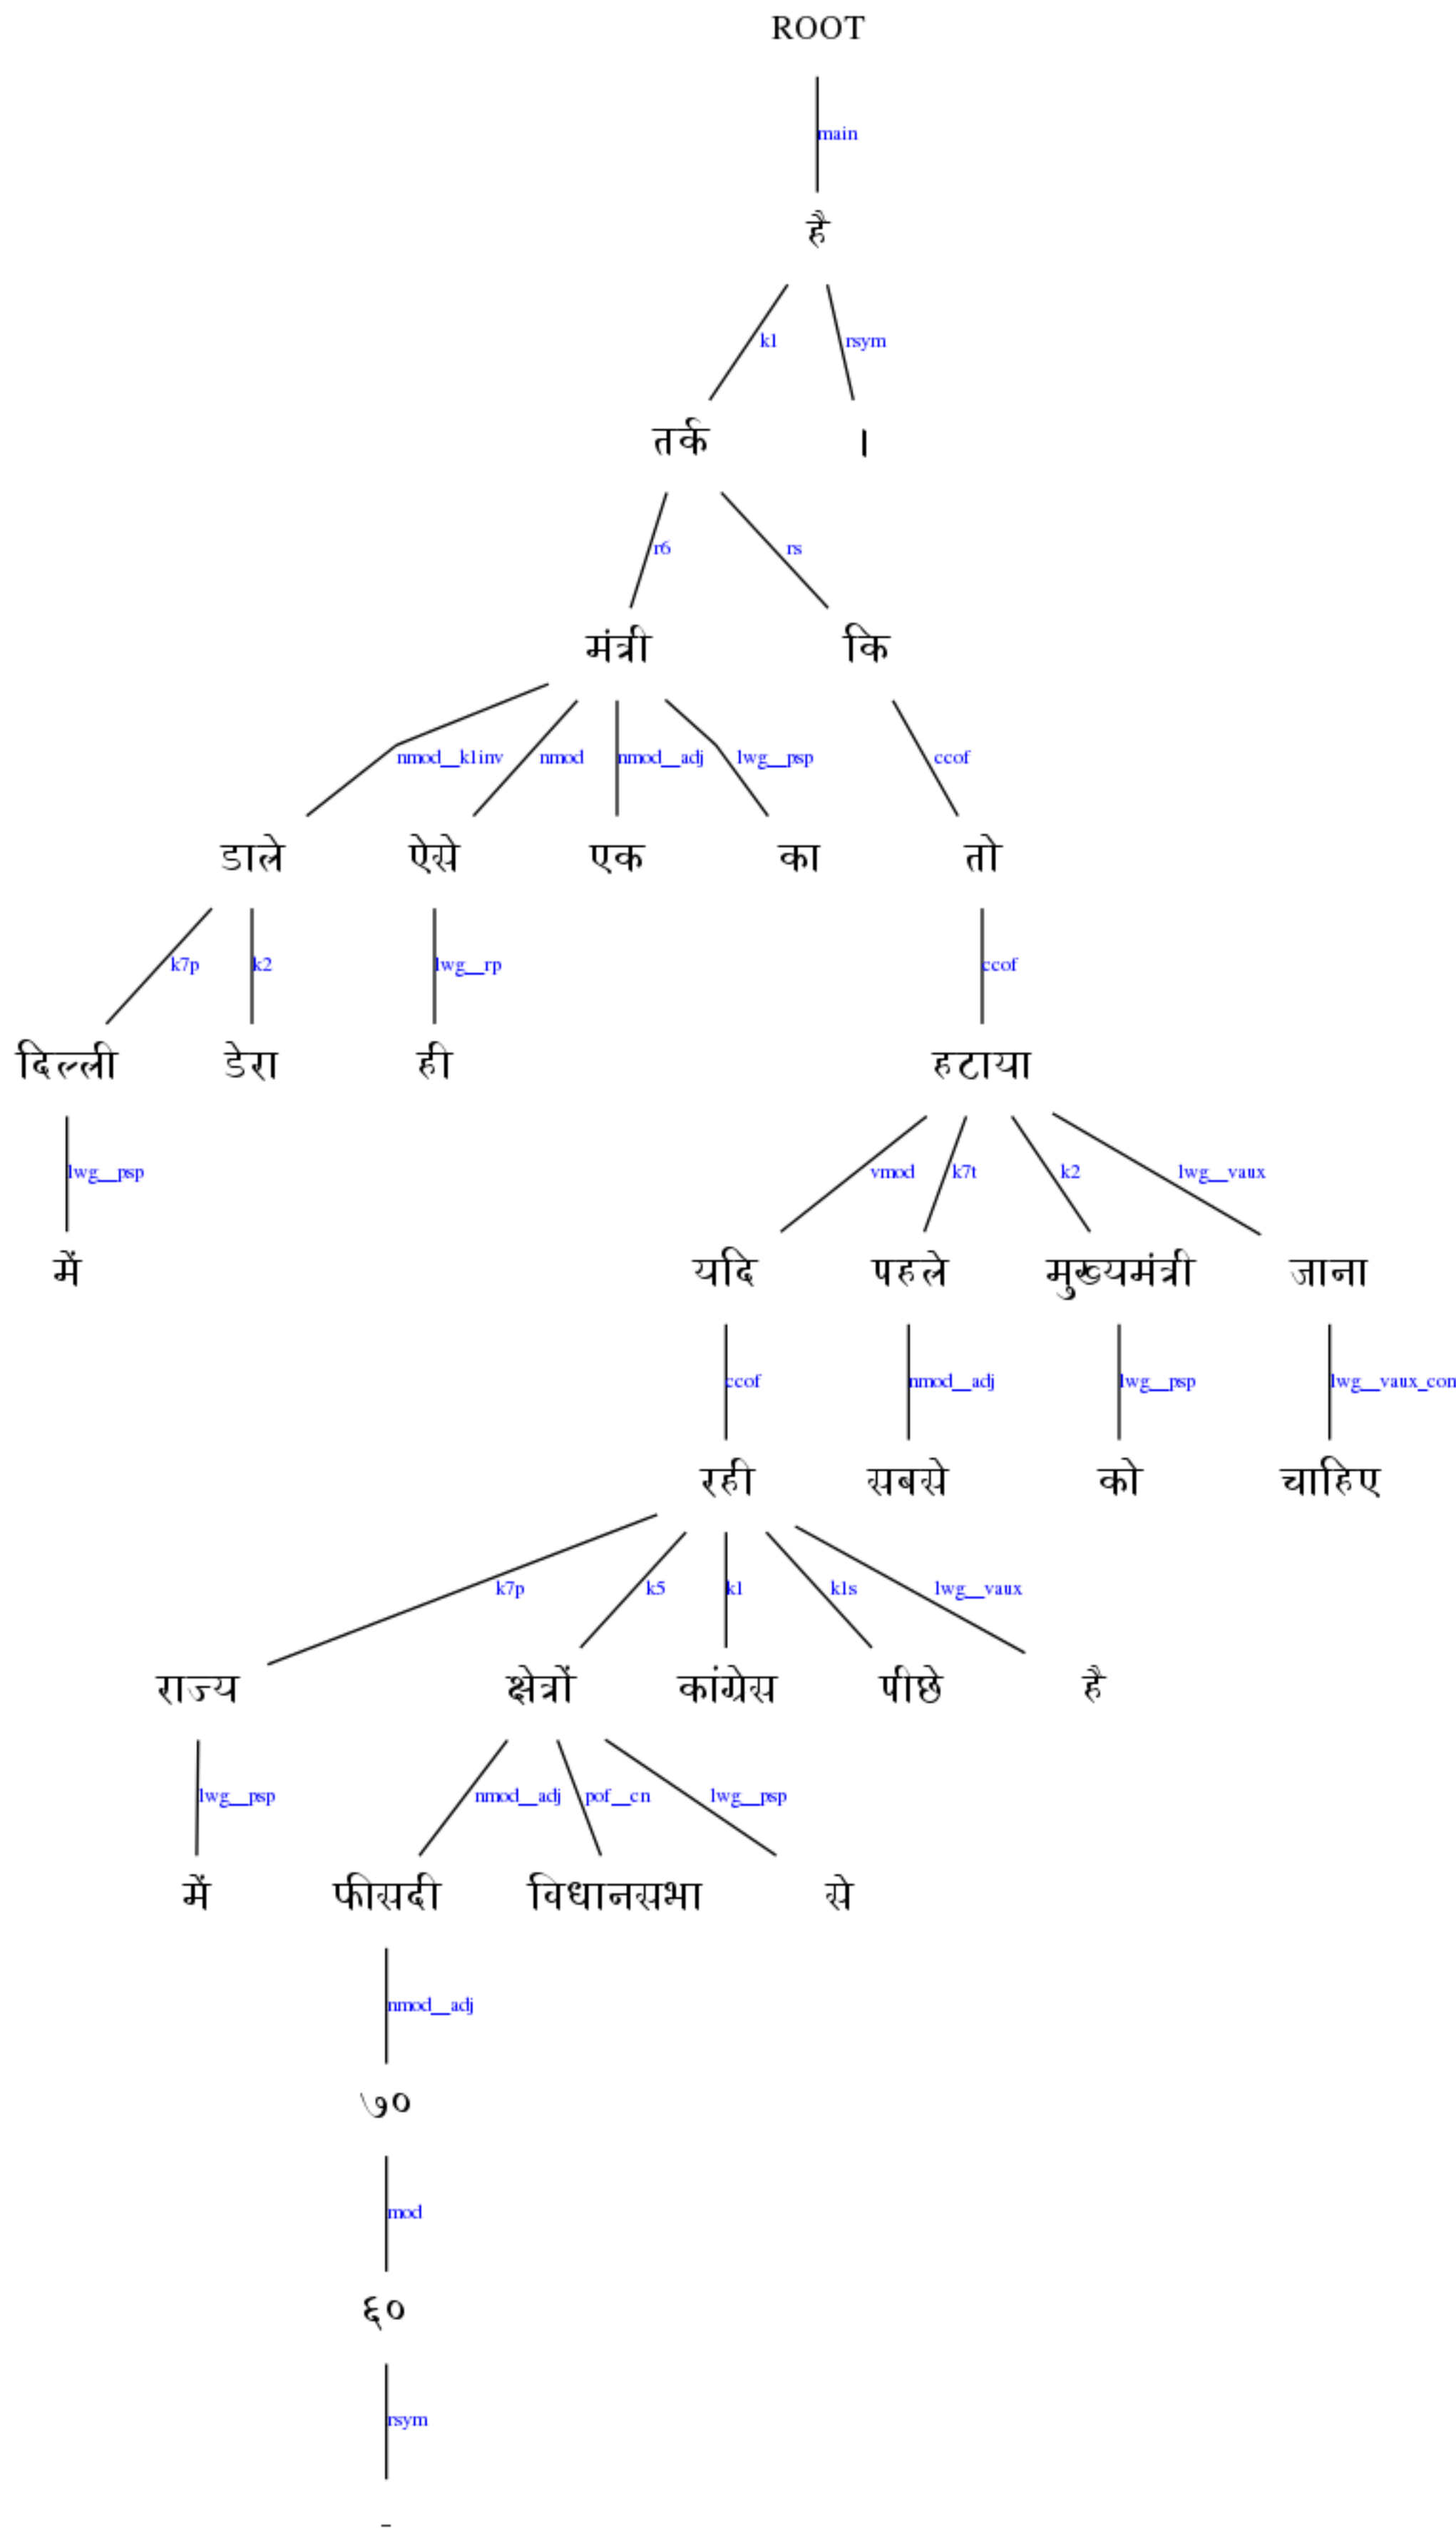 ROOT
main
है
k1 rsym
तर्क ।
r6 rs
मंत्री कि
nmod__k1inv nmod nmod__adj lwg__psp ccof
डाले ऐसे एक का तो
k7p k2 lwg__rp ccof
दिल्ली डेरा ही हटाया
lwg__psp vmod k7t k2 lwg__vaux
में यदि पहले मुख्यमंत्री जाना
ccof nmod__adj lwg__psp lwg__vaux_con
रही सबसे को चाहिए
k7p k5 k1 k1s lwg__vaux
राज्य क्षेत्रों कांग्रेस पीछे है
lwg__psp nmod__adj pof__cn lwg__psp
में फीसदी विधानसभा से
nmod__adj
७०
mod
६०
rsym
-